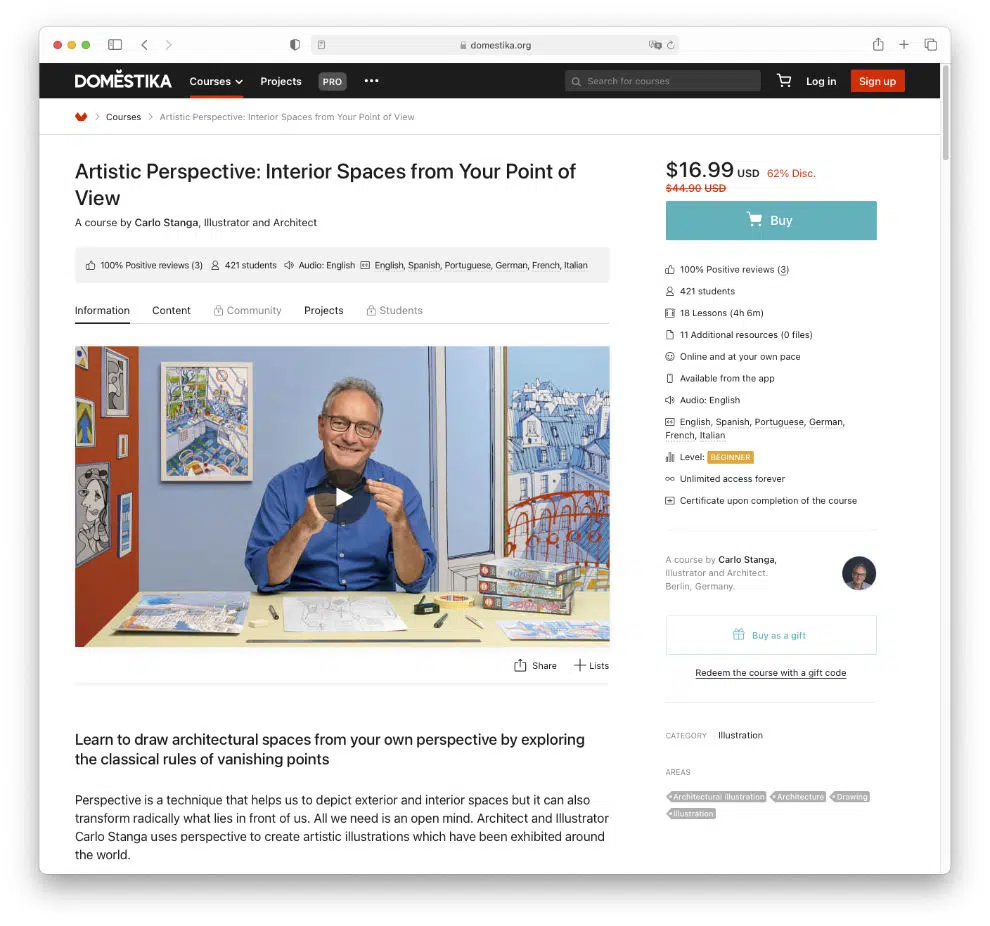 domestika.org
DOMĚSTIKA
Courses
Projects
PRO
•••
Search for courses
Log in
Sign up
Courses
Artistic Perspective: Interior Spaces from Your Point of View
Artistic Perspective: Interior Spaces from Your Point of
View
A course by Carlo Stanga, Illustrator and Architect
100% Positive reviews (3)
421 students
Audio: English
English, Spanish, Portuguese, German, French, Italian
Information
Content
Community
Projects
Students
Share
Lists
Learn to draw architectural spaces from your own perspective by exploring
the classical rules of vanishing points
Perspective is a technique that helps us to depict exterior and interior spaces but it can also
transform radically what lies in front of us. All we need is an open mind. Architect and Illustrator
Carlo Stanga uses perspective to create artistic illustrations which have been exhibited around
the world.
$16.99 USD 62% Disc.
$44.90 USD
Buy
100% Positive reviews (3)
421 students
18 Lessons (4h 6m)
11 Additional resources (0 files)
Online and at your own pace
Available from the app
Audio: English
English, Spanish, Portuguese, German,
French, Italian
Level: BEGINNER
Unlimited access forever
Certificate upon completion of the course
A course by Carlo Stanga,
Illustrator and Architect.
Berlin, Germany.
Buy as a gift
Redeem the course with a gift code
CATEGORY Illustration
AREAS
Architectural illustration
Architecture
Drawing
Illustration